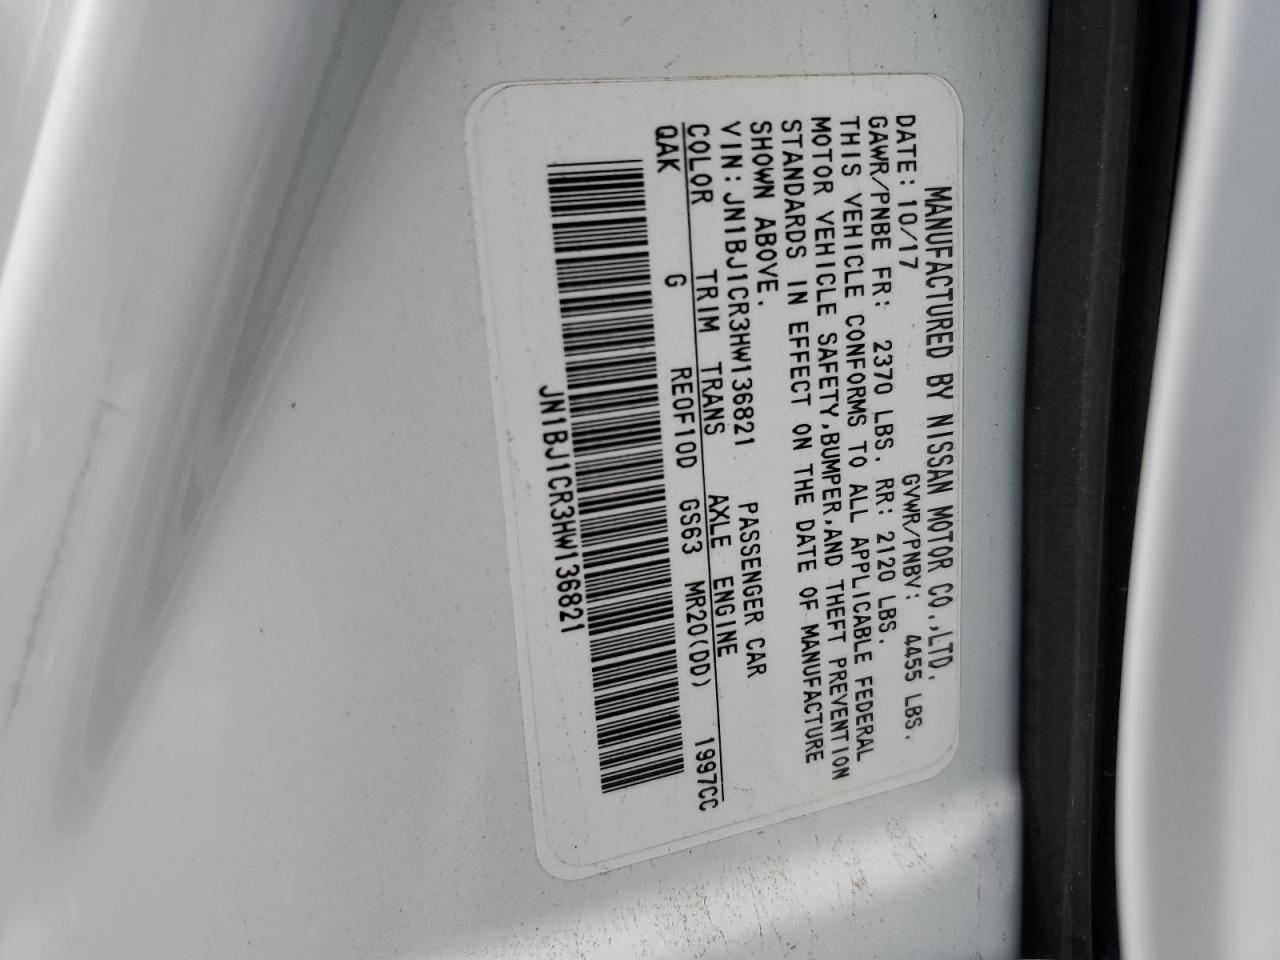 MANUFACTURED BY NISSAN MOTOR CO.,LTD.
DATE: 10/17 GVWR/PNBV: 4455 LBS.
GAWR/PNBE FR: 2370 LBS. RR: 2120 LBS.
THIS VEHICLE CONFORMS TO ALL APPLICABLE FEDERAL
MOTOR VEHICLE SAFETY,BUMPER,AND THEFT PREVENTION
STANDARDS IN EFFECT ON THE DATE OF MANUFACTURE
SHOWN ABOVE.
VIN: JN1BJ1CR3HW136821 PASSENGER CAR
COLOR TRIM TRANS AXLE ENGINE
QAK G RE0F10D GS63 MR20(DD) 1997CC
JN1BJ1CR3HW136821